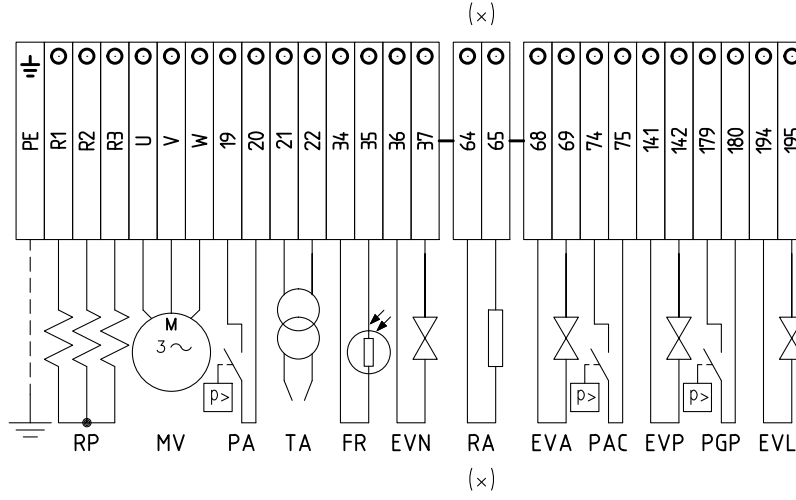 (x)
PE R1 R2 R3 U V W 19 20 21 22 34 35 36 37 64 65 68 69 74 75 141 142 179 180 194 195
M
3~
p> p> p>
RP MV PA TA FR EVN RA EVA PAC EVP PGP EVL
(x)